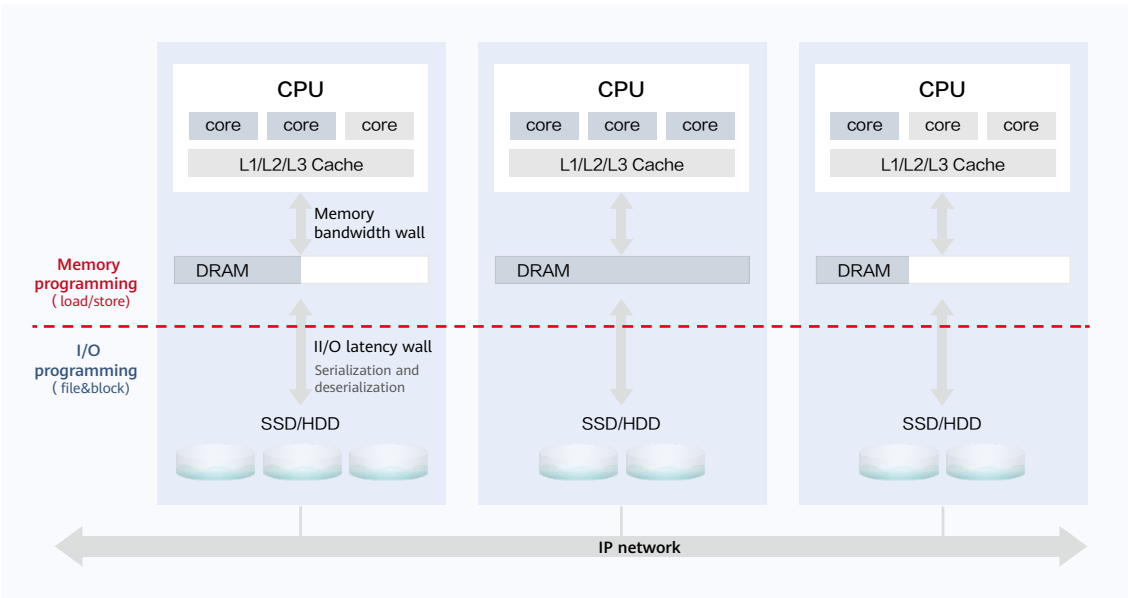 CPU
core core core
L1/L2/L3 Cache
Memory
bandwidth wall
DRAM
II/O latency wall
Serialization and
deserialization
SSD/HDD
CPU
core core core
L1/L2/L3 Cache
DRAM
SSD/HDD
CPU
core core core
L1/L2/L3 Cache
DRAM
SSD/HDD
Memory
programming
( load/store)
I/O
programming
( file&block)
IP network